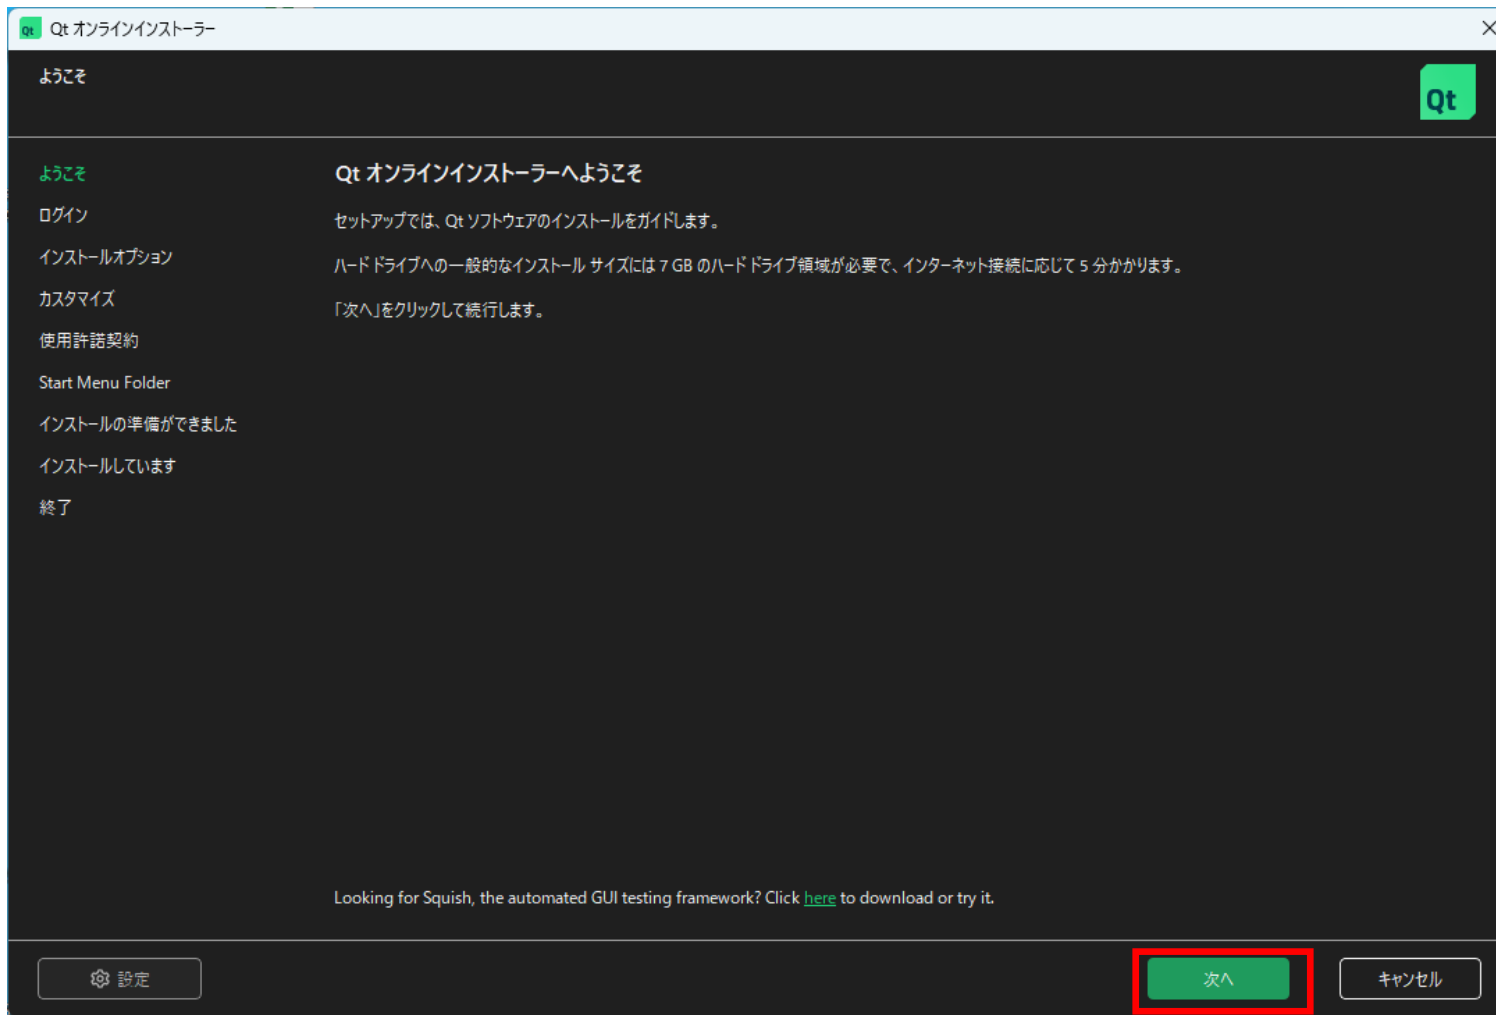 Qt オンラインインストーラー
ようこそ
Qt
ようこそ
ログイン
インストールオプション
カスタマイズ
使用許諾契約
Start Menu Folder
インストールの準備ができました
インストールしています
終了
Qt オンラインインストーラーへようこそ
セットアップでは、Qt ソフトウェアのインストールをガイドします。
ハード ドライブへの一般的なインストール サイズには 7 GB のハード ドライブ領域が必要で、インターネット接続に応じて 5 分かかります。
「次へ」をクリックして続行します。
Looking for Squish, the automated GUI testing framework? Click here to download or try it.
設定
次へ
キャンセル